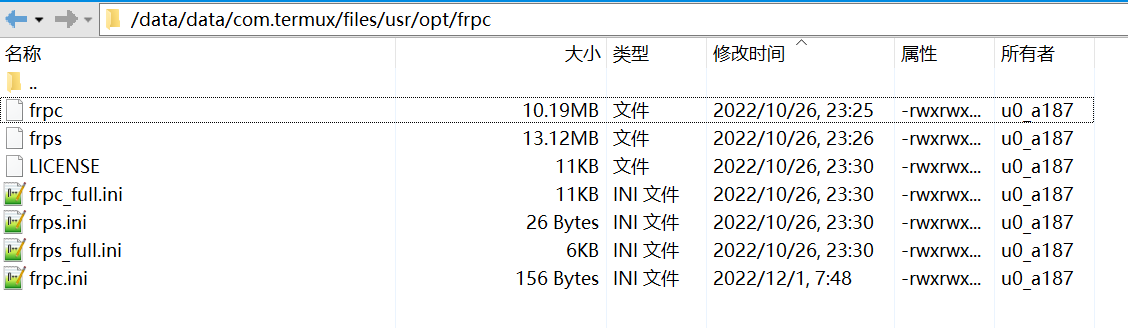 /data/data/com.termux/files/usr/opt/frpc
名称 大小 类型 修改时间 属性 所有者
..
frpc 10.19MB 文件 2022/10/26, 23:25 -rwxrwx... u0_a187
frps 13.12MB 文件 2022/10/26, 23:26 -rwxrwx... u0_a187
LICENSE 11KB 文件 2022/10/26, 23:30 -rwxrwx... u0_a187
frpc_full.ini 11KB INI 文件 2022/10/26, 23:30 -rwxrwx... u0_a187
frps.ini 26 Bytes INI 文件 2022/10/26, 23:30 -rwxrwx... u0_a187
frps_full.ini 6KB INI 文件 2022/10/26, 23:30 -rwxrwx... u0_a187
frpc.ini 156 Bytes INI 文件 2022/12/1, 7:48 -rwxrwx... u0_a187